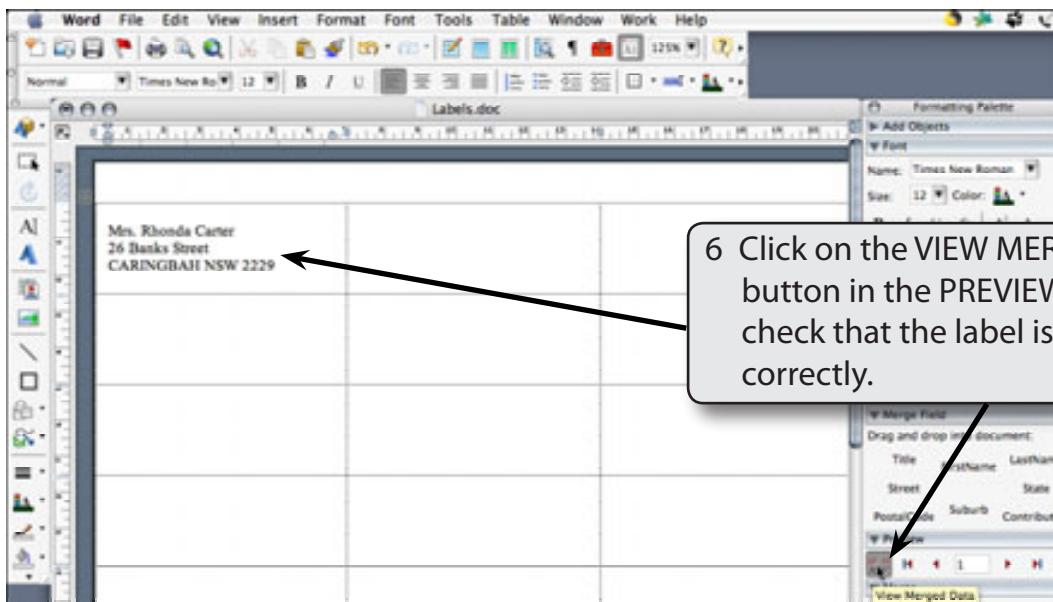 Word File Edit View Insert Format Font Tools Table Window Work Help
125%
Normal Times New Ro 12 B I U
Labels.doc
Formatting Palette
Add Objects
Font
Name: Times New Roman
Size: 12 Color:
Mrs. Rhonda Carter
26 Banks Street
CARINGBAH NSW 2229
6 Click on the VIEW MER
button in the PREVIEW
check that the label is
correctly.
Merge Field
Drag and drop into document:
Title FirstName LastNam
Street State
PostalCode Suburb Contribut
Preview
1
View Merged Data